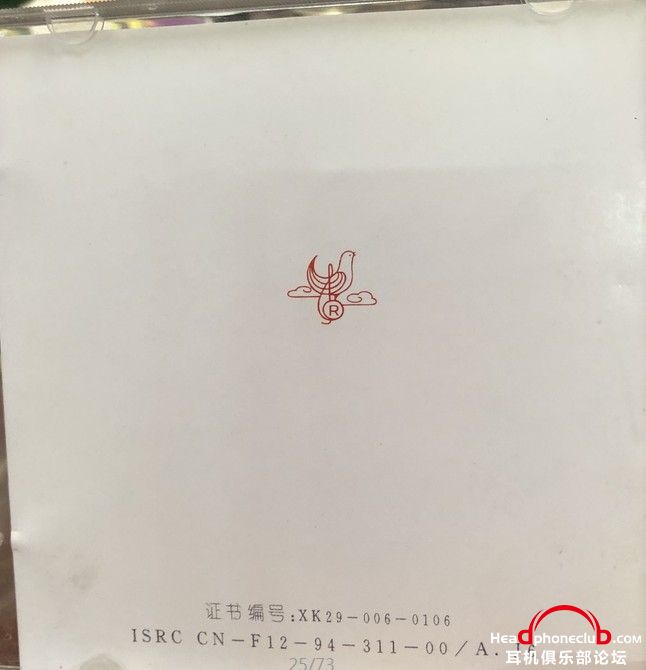 R
证书编号:XK29-006-0106
ISRC CN-F12-94-311-00/A.
25/73
Headphoneclub.com
耳机俱乐部论坛